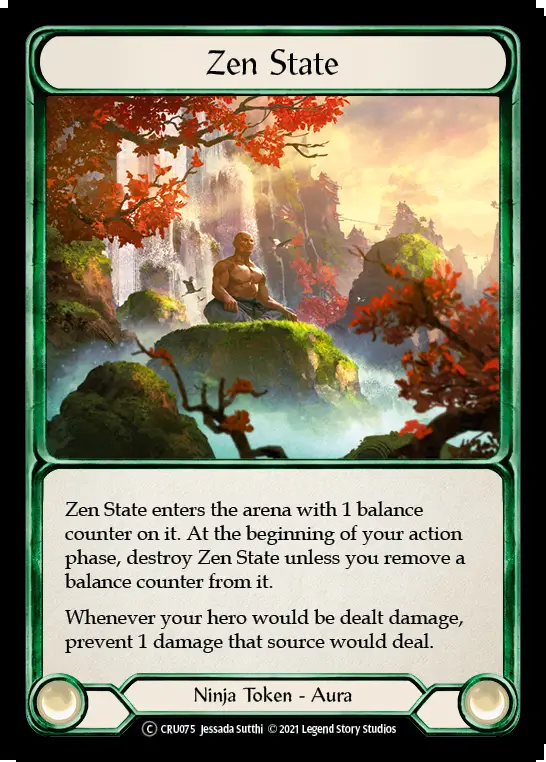 Zen State
Zen State enters the arena with 1 balance
counter on it. At the beginning of your action
phase, destroy Zen State unless you remove a
balance counter from it.
Whenever your hero would be dealt damage,
prevent 1 damage that source would deal.
Ninja Token - Aura
C CRU075 Jessada Sutthi © 2021 Legend Story Studios